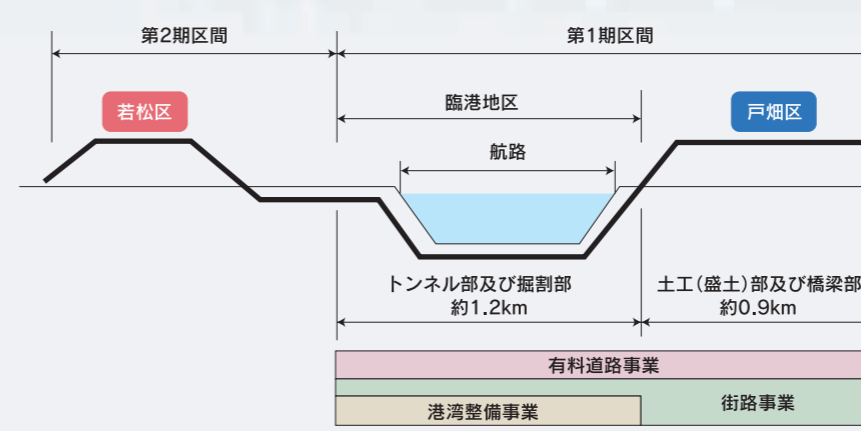 第2期区間
第1期区間
臨港地区
若松区
戸畑区
航路
トンネル部及び掘割部
約1.2km
土工(盛土)部及び橋梁部
約0.9km
有料道路事業
街路事業
港湾整備事業